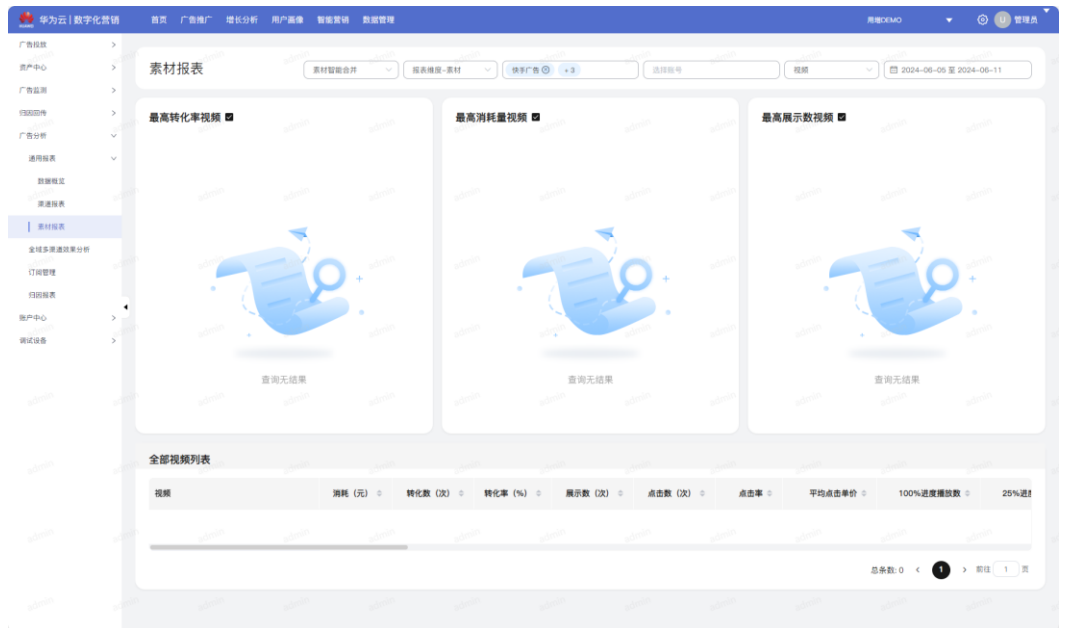 华为云 | 数字化营销 首页 广告推广 增长分析 用户画像 智能营销 数据管理 用增DEMO U 管理员
HUAWEI
广告投放
资产中心
广告监测
归因回传
广告分析
通用报表
数据概览
渠道报表
素材报表
全域多渠道效果分析
订阅管理
归因报表
账户中心
调试设备
素材报表 素材智能合并 报表维度-素材 快手广告 + 3 选择账号 视频 2024-06-05 至 2024-06-11
最高转化率视频 最高消耗量视频 最高展示数视频
查询无结果 查询无结果 查询无结果
全部视频列表
视频 消耗（元） 转化数（次） 转化率（%） 展示数（次） 点击数（次） 点击率 平均点击单价 100%进度播放数 25%进
总条数: 0 1 前往 1 页
admin